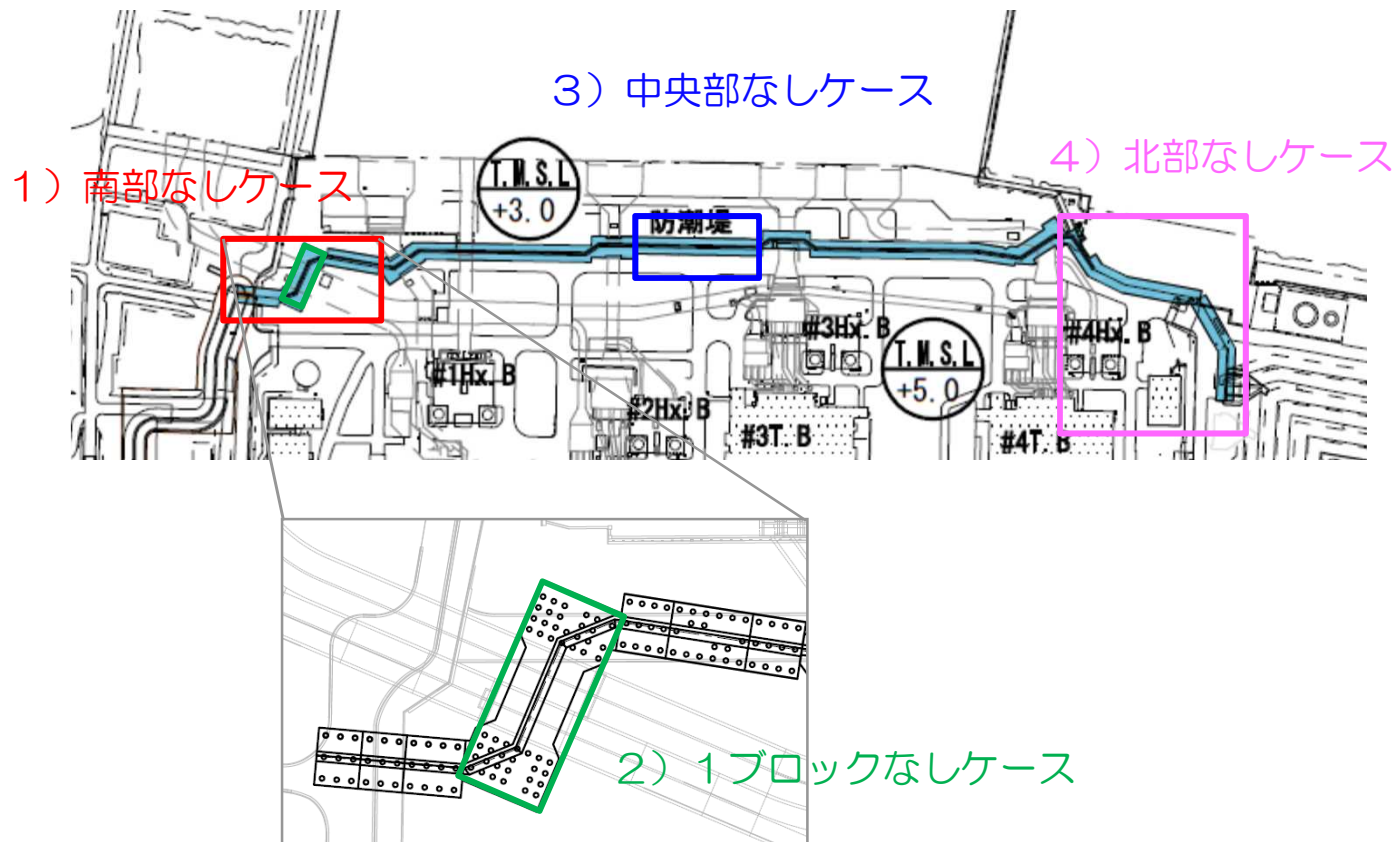 3）中央部なしケース
4）北部なしケース
1）南部なしケース
T.M.S.L
+3.0
防潮堤
#3Hx.B
#4Hx.B
T.M.S.L
+5.0
#1Hx.B
#2Hx.B
#3T.B
#4T.B
2）1ブロックなしケース